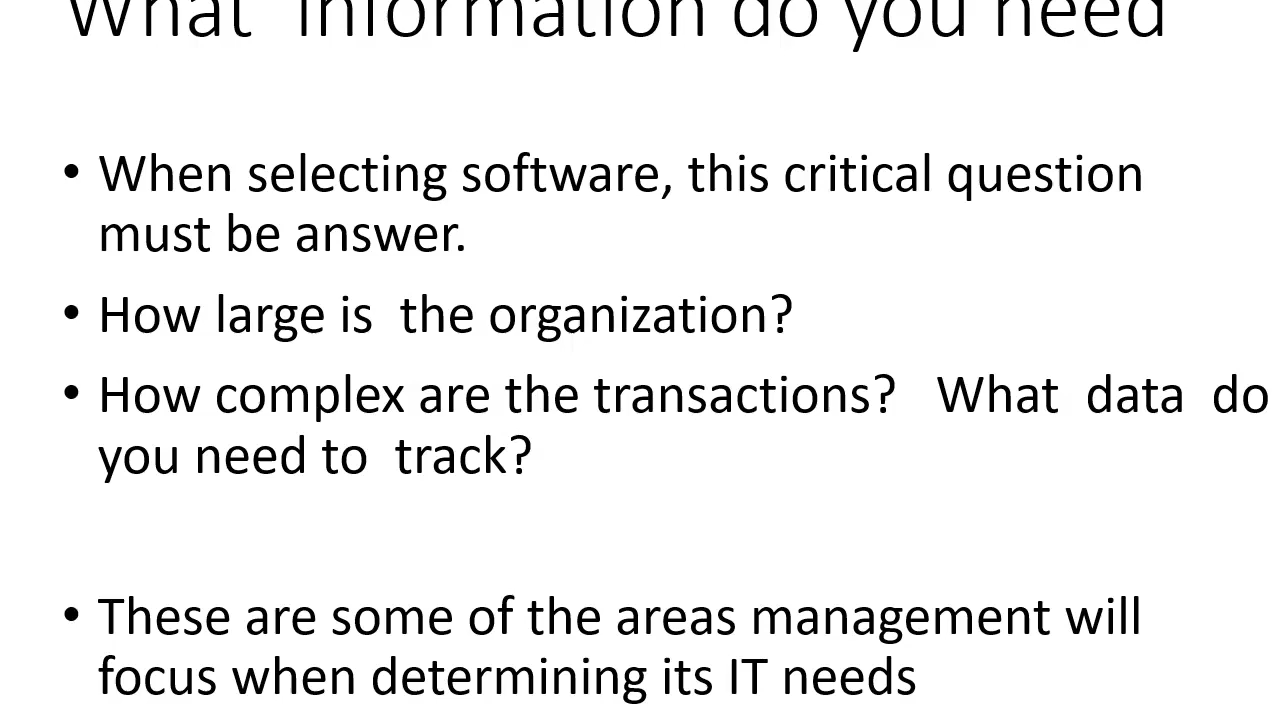 What information do you need
• When selecting software, this critical question
must be answer.
• How large is the organization?
• How complex are the transactions? What data do
you need to track?
• These are some of the areas management will
focus when determining its IT needs